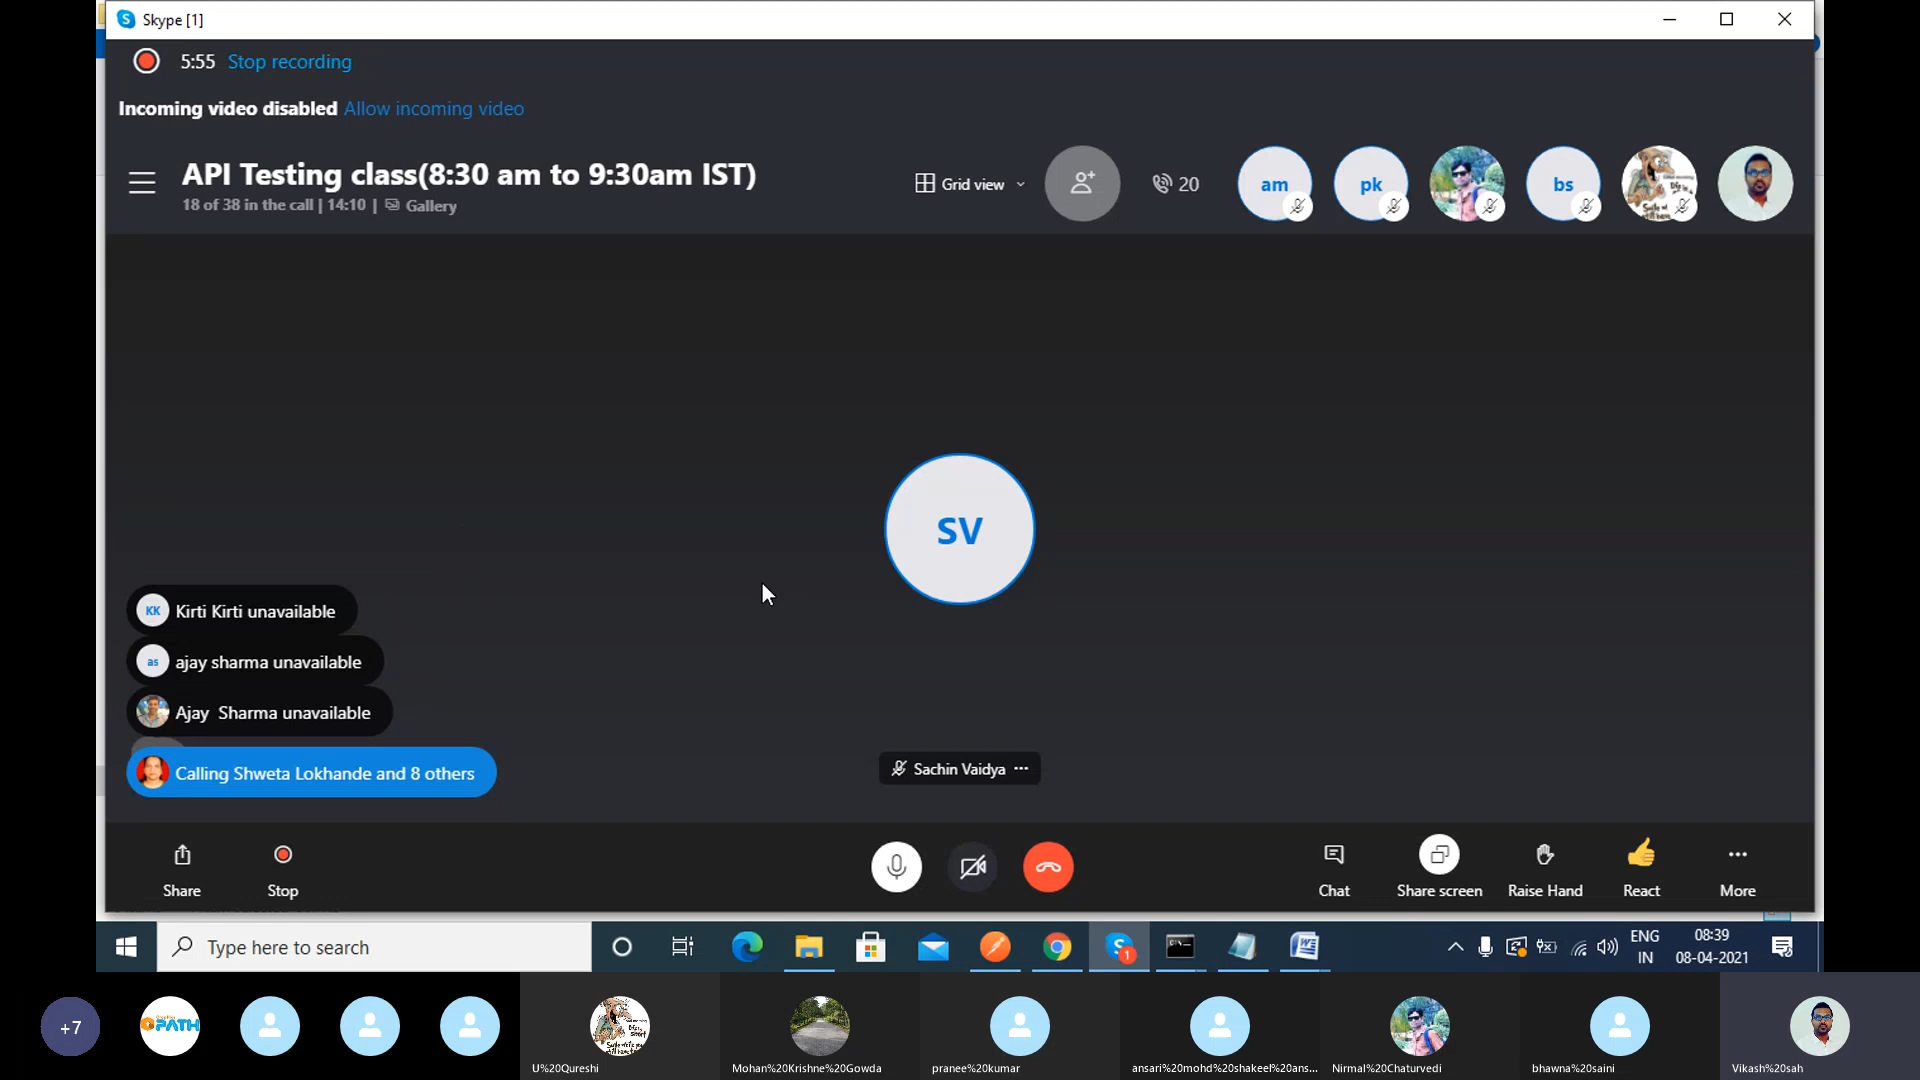 Skype [1]
5:55 Stop recording
Incoming video disabled Allow incoming video
API Testing class(8:30 am to 9:30am IST)
18 of 38 in the call | 14:10 | Gallery
Grid view
20
am
pk
bs
SV
KK Kirti Kirti unavailable
as ajay sharma unavailable
Ajay Sharma unavailable
Calling Shweta Lokhande and 8 others
Sachin Vaidya
Share
Stop
Chat
Share screen
Raise Hand
React
More
Type here to search
1
ENG
IN
08:39
08-04-2021
+7
PATH
U%20Qureshi
Mohan%20Krishne%20Gowda
pranee%20kumar
ansari%20mohd%20shakeel%20ans...
Nirmal%20Chaturvedi
bhawna%20saini
Vikash%20sah